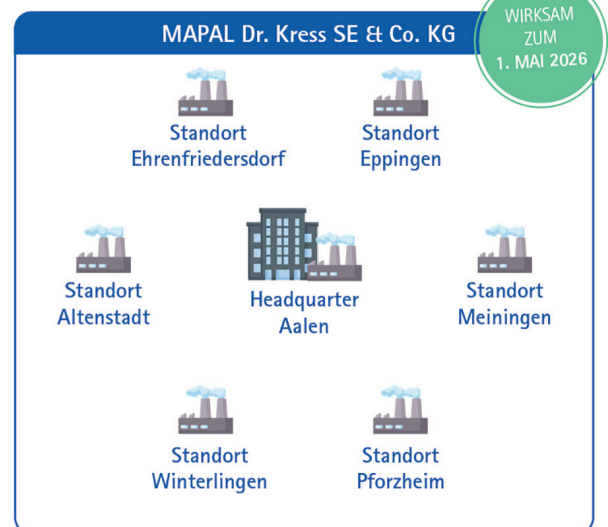 MAPAL Dr. Kress SE & Co. KG
WIRKSAM
ZUM
1. MAI 2026
Standort
Ehrenfriedersdorf
Standort
Eppingen
Standort
Altenstadt
Headquarter
Aalen
Standort
Meiningen
Standort
Winterlingen
Standort
Pforzheim